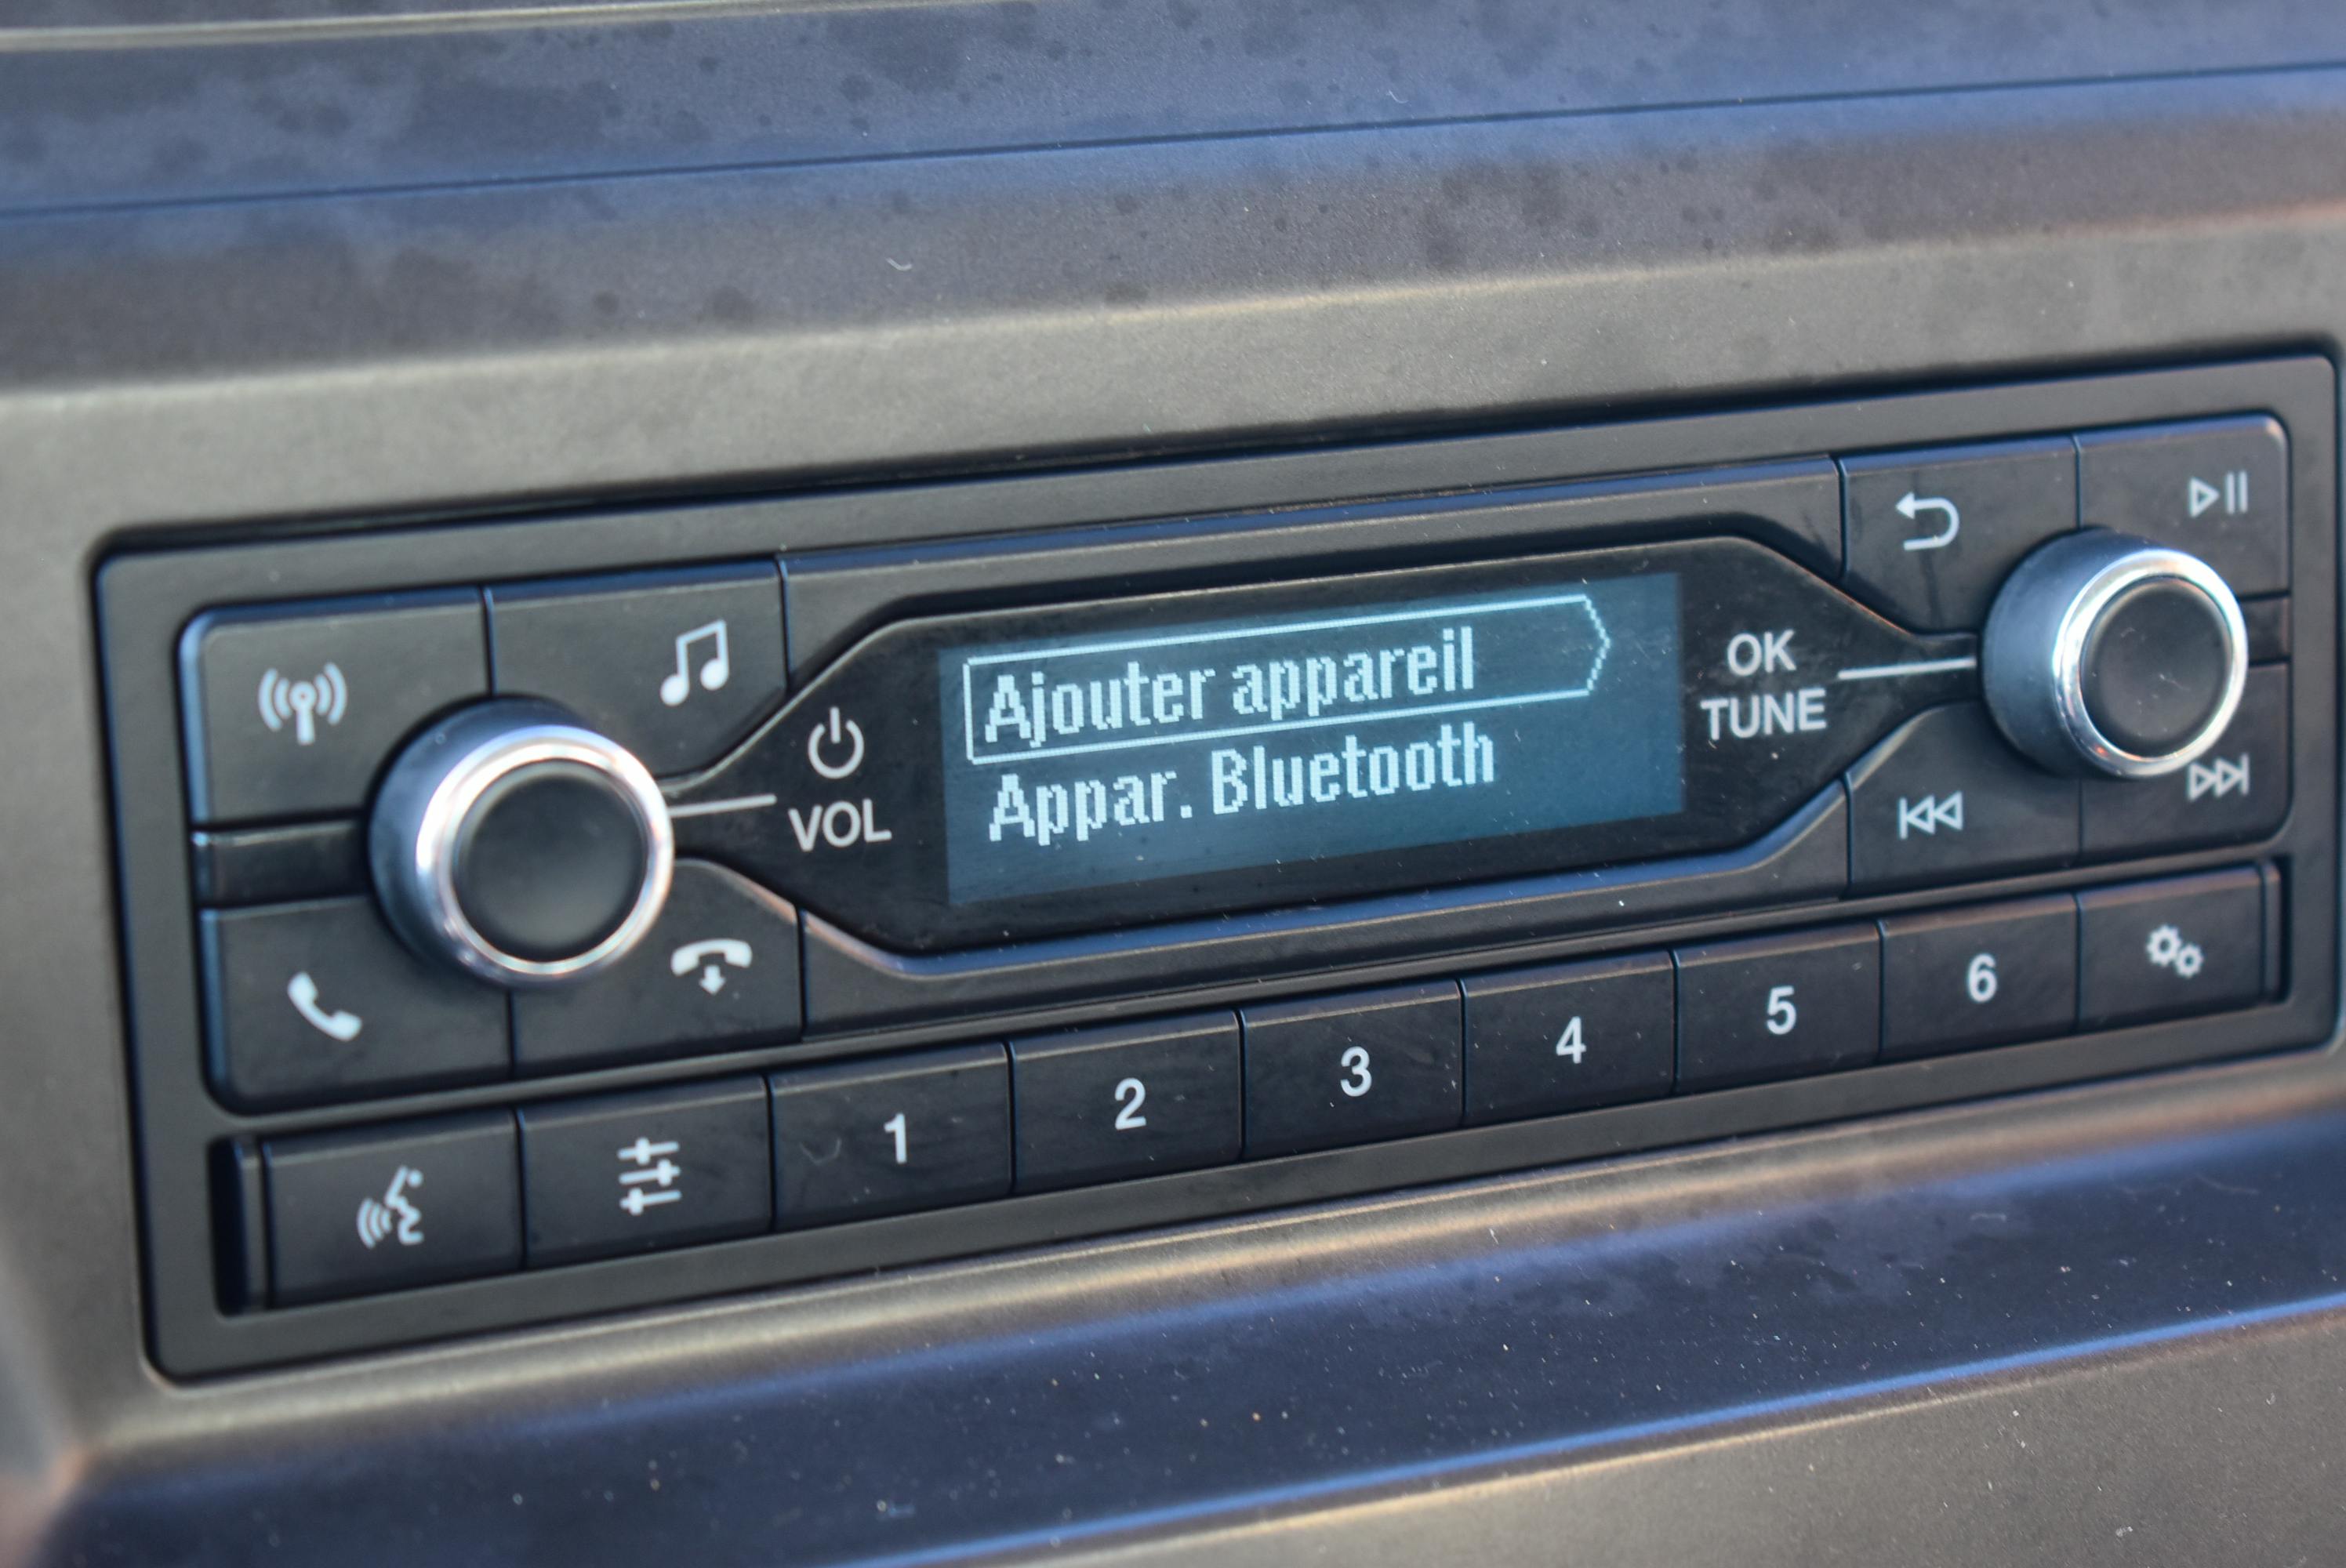 Ajouter appareil
Appar. Bluetooth
VOL
OK
TUNE
1 2 3 4 5 6